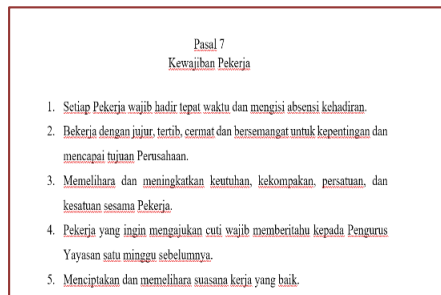 Pasal 7
Kewajiban Pekerja
1. Setiap Pekerja wajib hadir tepat waktu dan mengisi absensi kehadiran.
2. Bekerja dengan jujur, tertib, cermat dan bersemangat untuk kepentingan dan
mencapai tujuan Perusahaan.
3. Memelihara dan meningkatkan keutuhan, kekompakan, persatuan, dan
kesatuan sesama Pekerja.
4. Pekerja yang ingin mengajukan cuti wajib memberitahu kepada Pengurus
Yayasan satu minggu sebelumnya.
5. Menciptakan dan memelihara suasana kerja yang baik.